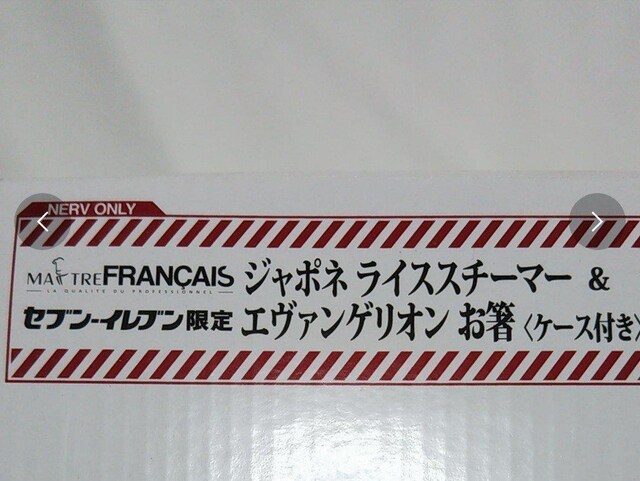 NERV ONLY
MAÎTRE FRANÇAIS ジャポネ ライススチーマー &
LA QUALITE DU PROFESSIONNEL
セブン-イレブン限定 エヴァンゲリオン お箸〈ケース付き〉